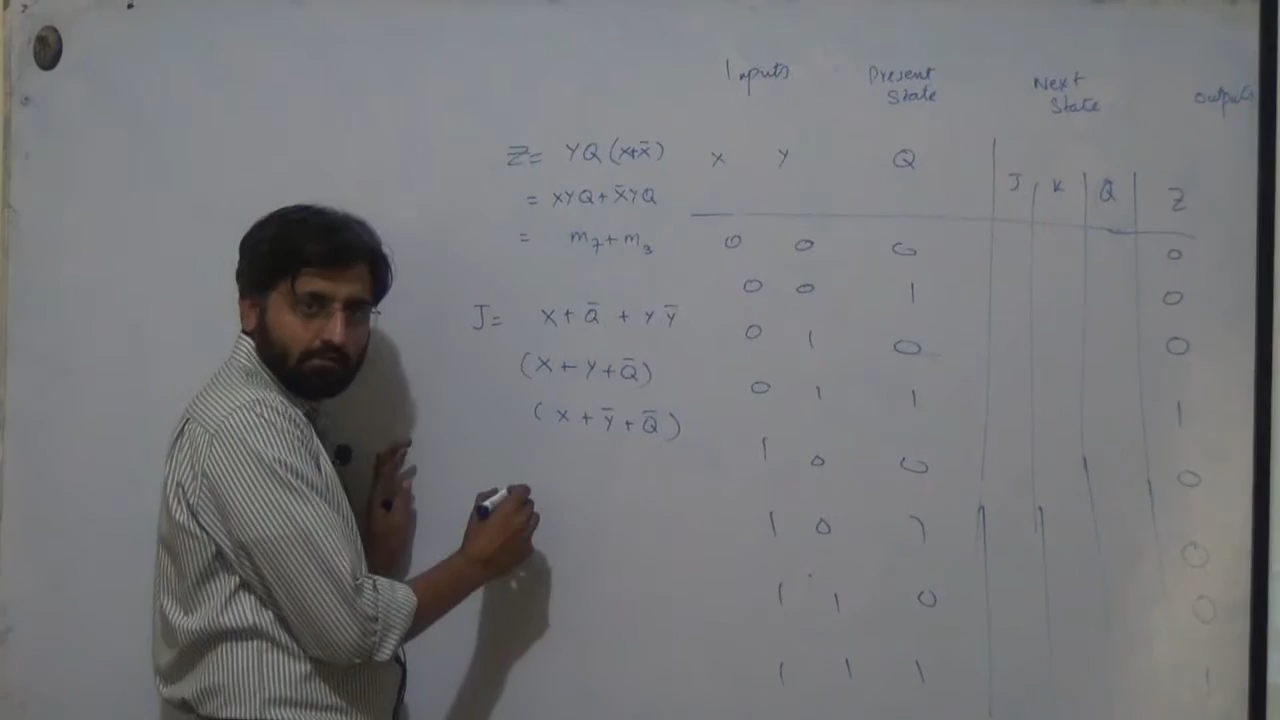 Inputs Present State Next State outputs
Z = YQ(X+X̄)
= XYQ + X̄YQ
= m₇ + m₃
J = X + Q̄ + YȲ
(X + Y + Q̄)
(X + Ȳ + Q̄)
X Y Q J K Q Z
0 0 0 0
0 0 1 0
0 1 0 0
0 1 1 1
1 0 0 0
1 0 1 0
1 1 0 0
1 1 1 1